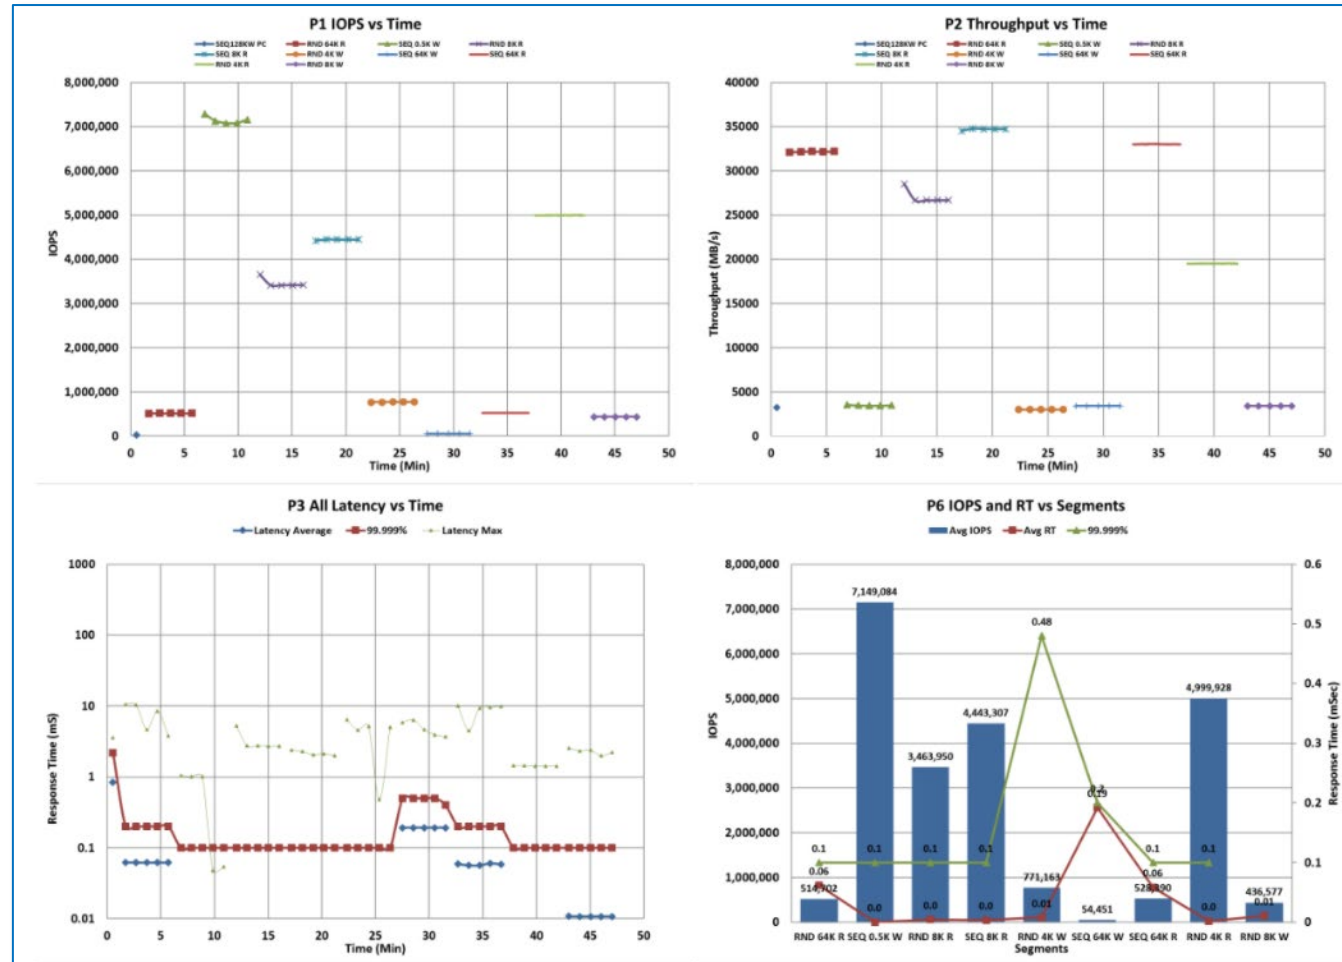 P1 IOPS vs Time
SEQ128KW PC RND 64K R SEQ 0.5K W RND 8K R
SEQ 8K R RND 4K W SEQ 64K W SEQ 64K R
RND 4K R RND 8K W
8,000,000
7,000,000
6,000,000
5,000,000
4,000,000
3,000,000
2,000,000
1,000,000
0
IOPS
0 5 10 15 20 25 30 35 40 45 50
Time (Min)
P2 Throughput vs Time
SEQ128KW PC RND 64K R SEQ 0.5K W RND 8K R
SEQ 8K R RND 4K W SEQ 64K W SEQ 64K R
RND 4K R RND 8K W
40000
35000
30000
25000
20000
15000
10000
5000
0
Throughput (MB/s)
0 5 10 15 20 25 30 35 40 45 50
Time (Min)
P3 All Latency vs Time
Latency Average 99.999% Latency Max
1000
100
10
1
0.1
0.01
Response Time (mS)
0 5 10 15 20 25 30 35 40 45 50
Time (Min)
P6 IOPS and RT vs Segments
Avg IOPS Avg RT 99.999%
8,000,000
7,000,000
6,000,000
5,000,000
4,000,000
3,000,000
2,000,000
1,000,000
0
IOPS
0.6
0.5
0.4
0.3
0.2
0.1
0
Response Time (mSec)
7,149,084
4,999,928
4,443,307
3,463,950
0.48
0.2
0.19
0.1 0.1 0.1 0.1 0.1 0.1
0.06 0.06
514,702 771,163 436,577
0.0 0.0 0.0 0.01 54,451 0.0 0.01
RND 64K R SEQ 0.5K W RND 8K R SEQ 8K R RND 4K W SEQ 64K W SEQ 64K R RND 4K R RND 8K W
Segments